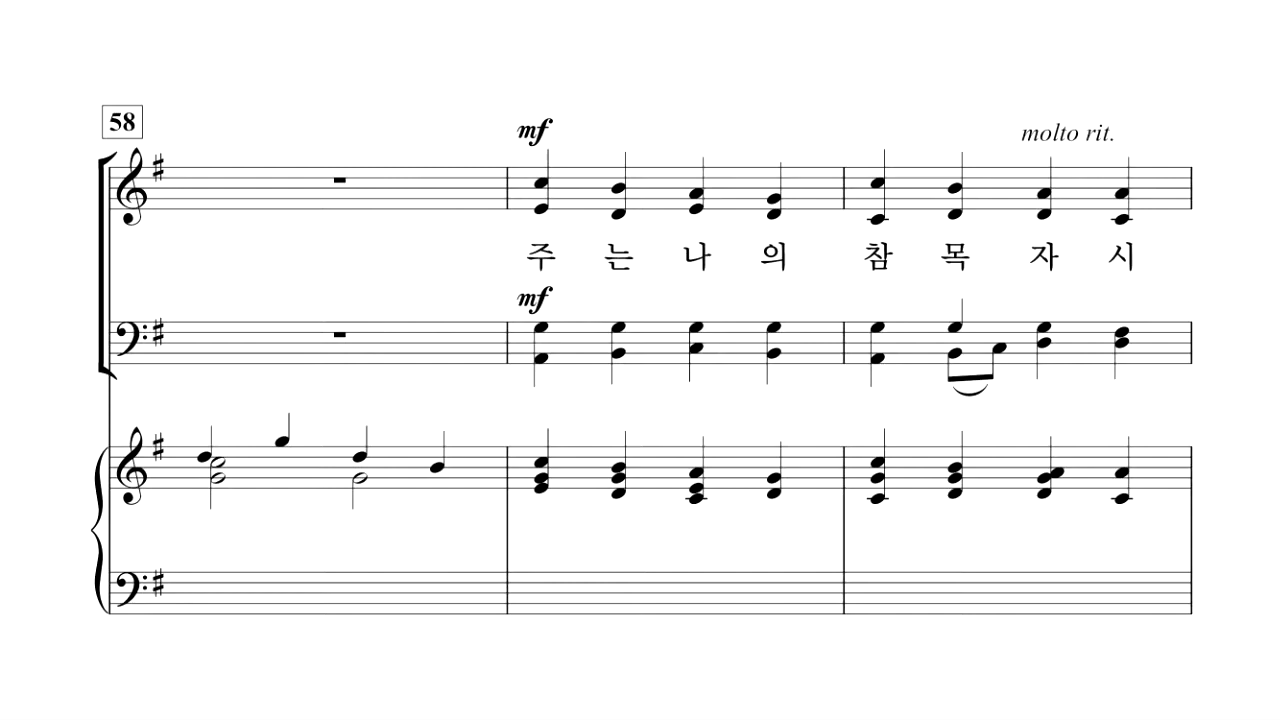 58
mf
molto rit.
주 는 나 의 참 목 자 시
mf